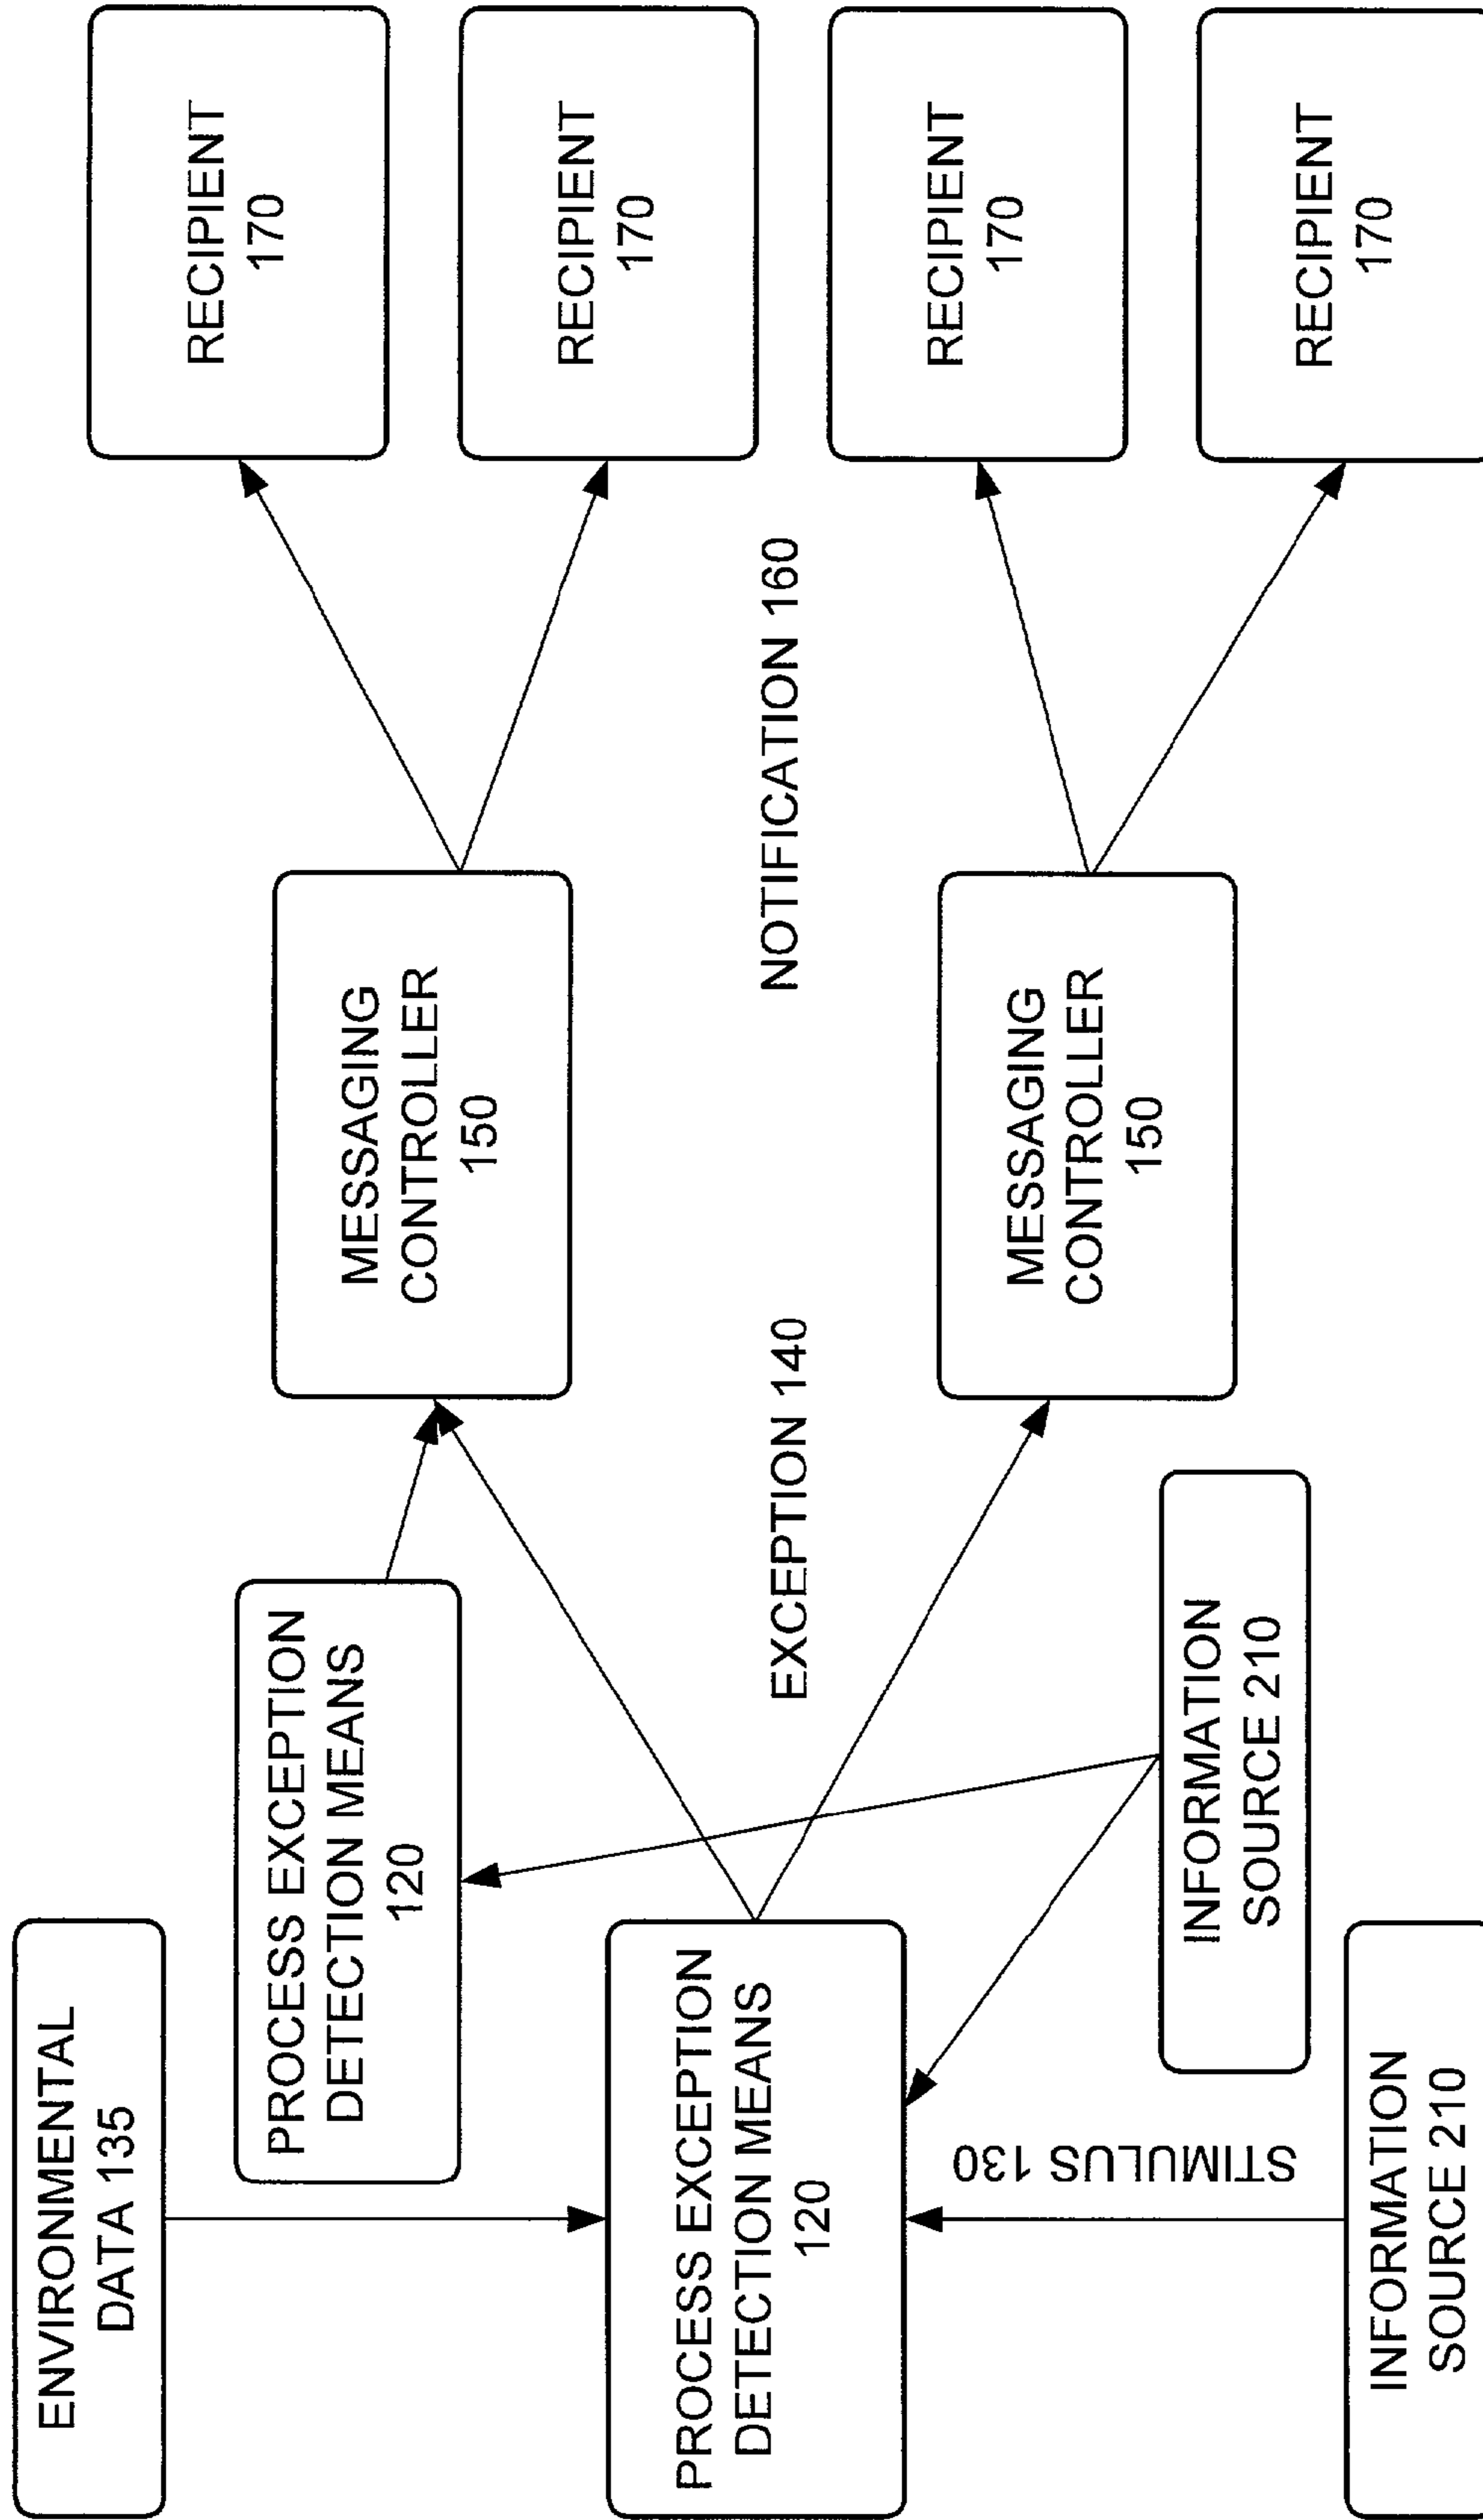 ENVIRONMENTAL
DATA 135
PROCESS EXCEPTION
DETECTION MEANS
120
PROCESS EXCEPTION
DETECTION MEANS
120
STIMULUS 130
INFORMATION
SOURCE 210
INFORMATION
SOURCE 210
EXCEPTION 140
MESSAGING
CONTROLLER
150
MESSAGING
CONTROLLER
150
NOTIFICATION 160
RECIPIENT
170
RECIPIENT
170
RECIPIENT
170
RECIPIENT
170